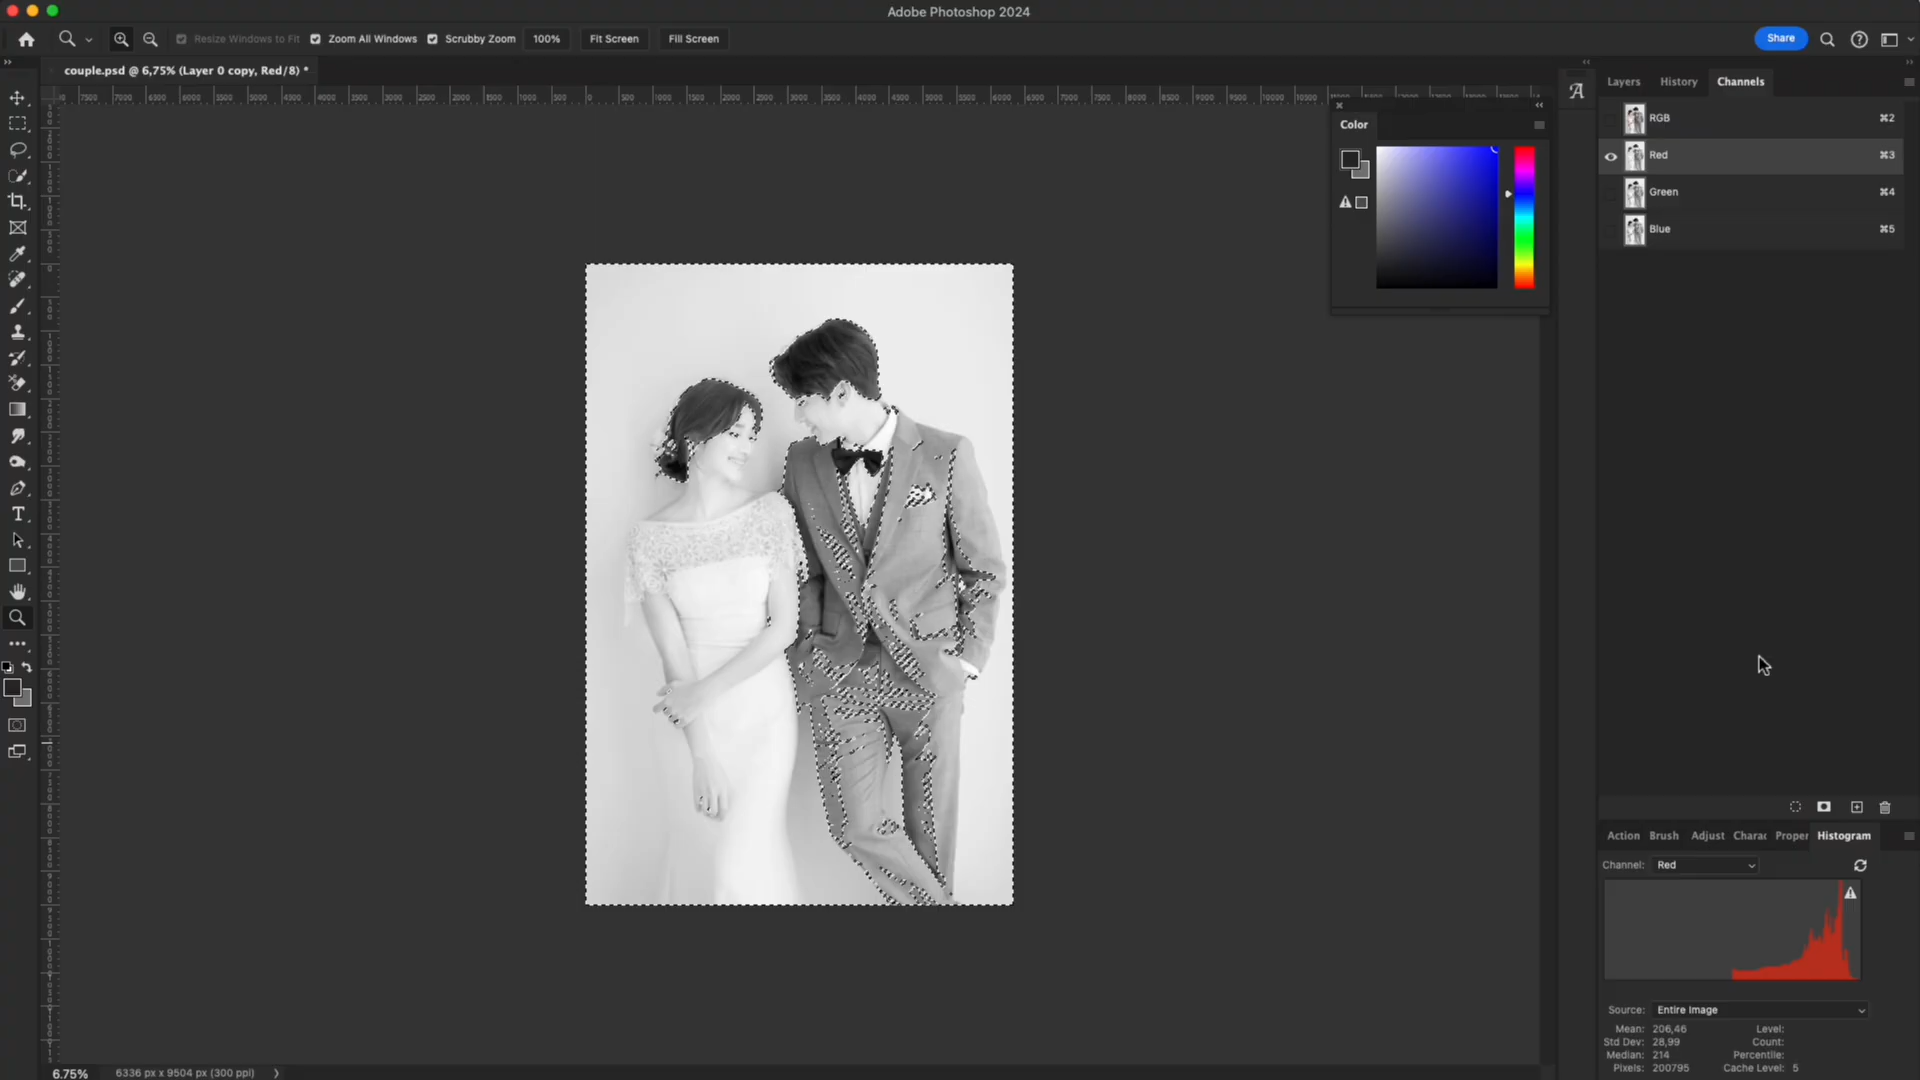 Adobe Photoshop 2024
Resize Windows to Fit
Zoom All Windows
Scrubby Zoom
100%
Fit Screen
Fill Screen
Share
couple.psd @ 6,75% (Layer 0 copy, Red/8) *
Layers
History
Channels
RGB
⌘2
Red
⌘3
Green
⌘4
Blue
⌘5
Color
Action
Brush
Adjust
Charac
Proper
Histogram
Channel:
Red
Source:
Entire Image
Mean: 206,46
Level:
Std Dev: 28,99
Count:
Median: 214
Percentile:
Pixels: 200795
Cache Level: 5
6.75%
6336 px x 9504 px (300 ppi)